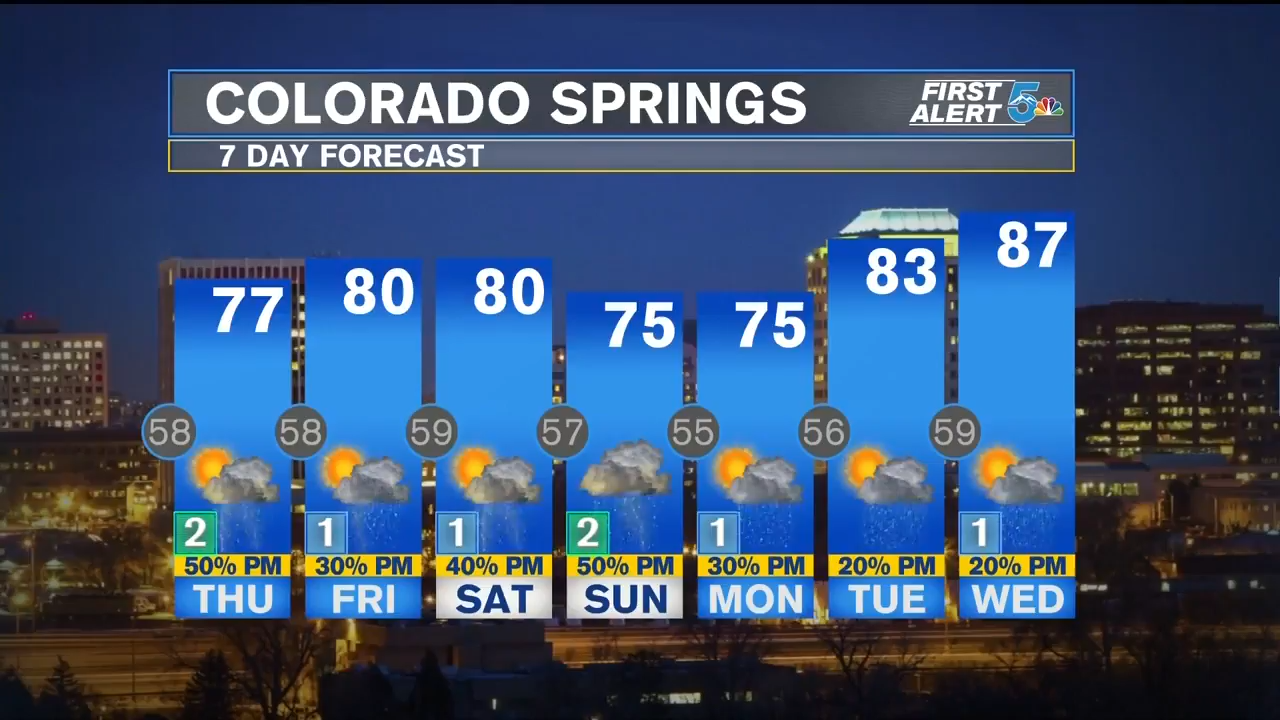 COLORADO SPRINGS
FIRST
ALERT 5
7 DAY FORECAST
77 80 80 75 75 83 87
58 58 59 57 55 56 59
2 1 1 2 1 1
50% PM 30% PM 40% PM 50% PM 30% PM 20% PM 20% PM
THU FRI SAT SUN MON TUE WED